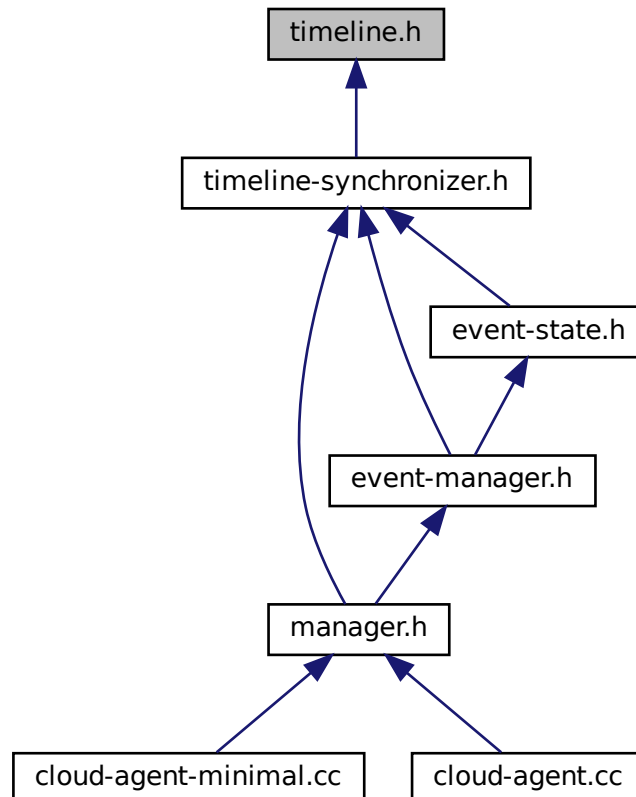 timeline.h
timeline-synchronizer.h
event-state.h
event-manager.h
manager.h
cloud-agent-minimal.cc
cloud-agent.cc